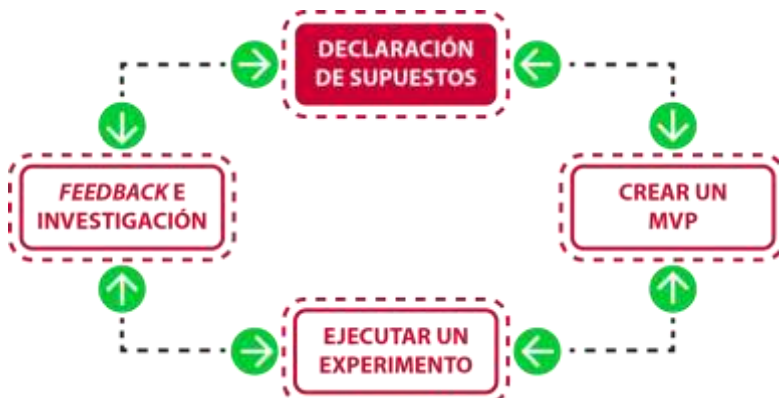 DECLARACIÓN
DE SUPUESTOS
FEEDBACK E
INVESTIGACIÓN
CREAR UN
MVP
EJECUTAR UN
EXPERIMENTO